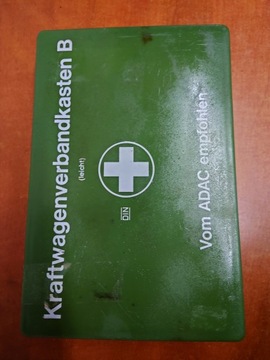 Kraftwagenverbandkasten B
(leicht)
DIN
Vom ADAC empfohlen